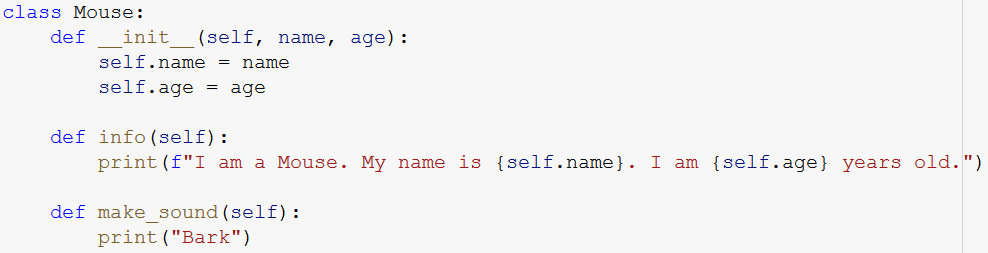 class Mouse:
    def __init__(self, name, age):
        self.name = name
        self.age = age
    def info(self):
        print(f"I am a Mouse. My name is {self.name}. I am {self.age} years old.")
    def make_sound(self):
        print("Bark")